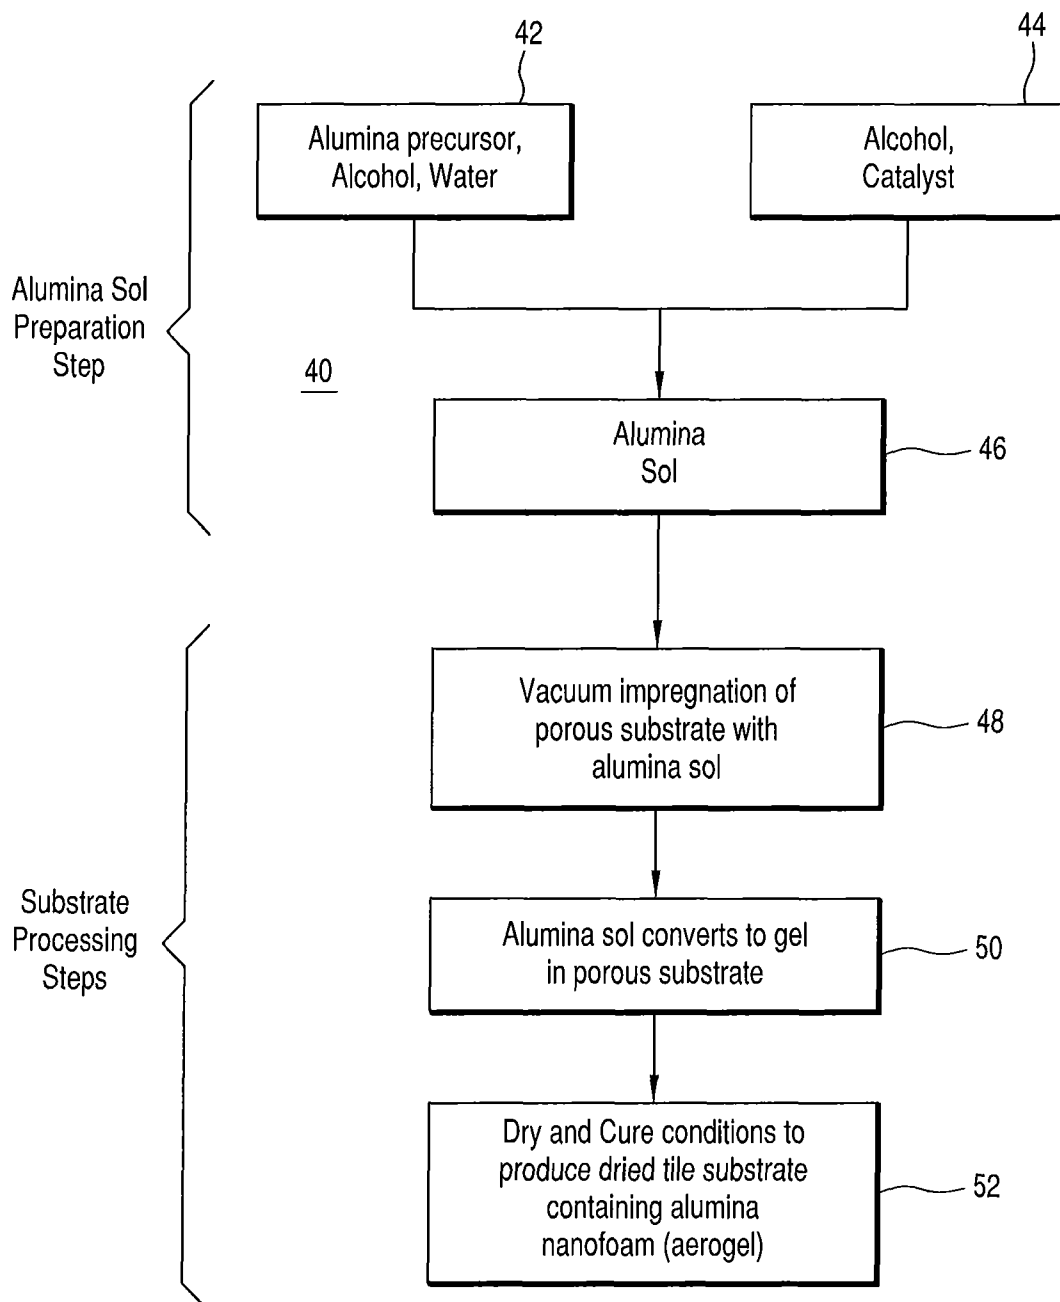 42
44
Alumina precursor,
Alcohol, Water
Alcohol,
Catalyst
Alumina Sol
Preparation
Step
40
Alumina
Sol
46
Vacuum impregnation of
porous substrate with
alumina sol
48
Substrate
Processing
Steps
Alumina sol converts to gel
in porous substrate
50
Dry and Cure conditions to
produce dried tile substrate
containing alumina
nanofoam (aerogel)
52